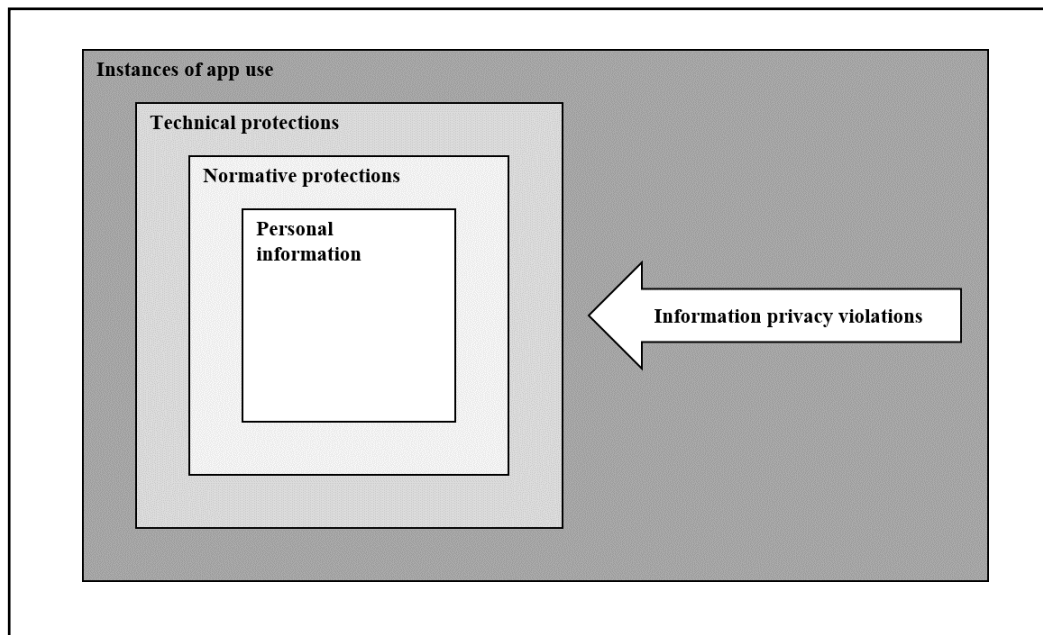 Instances of app use
Technical protections
Normative protections
Personal
information
Information privacy violations